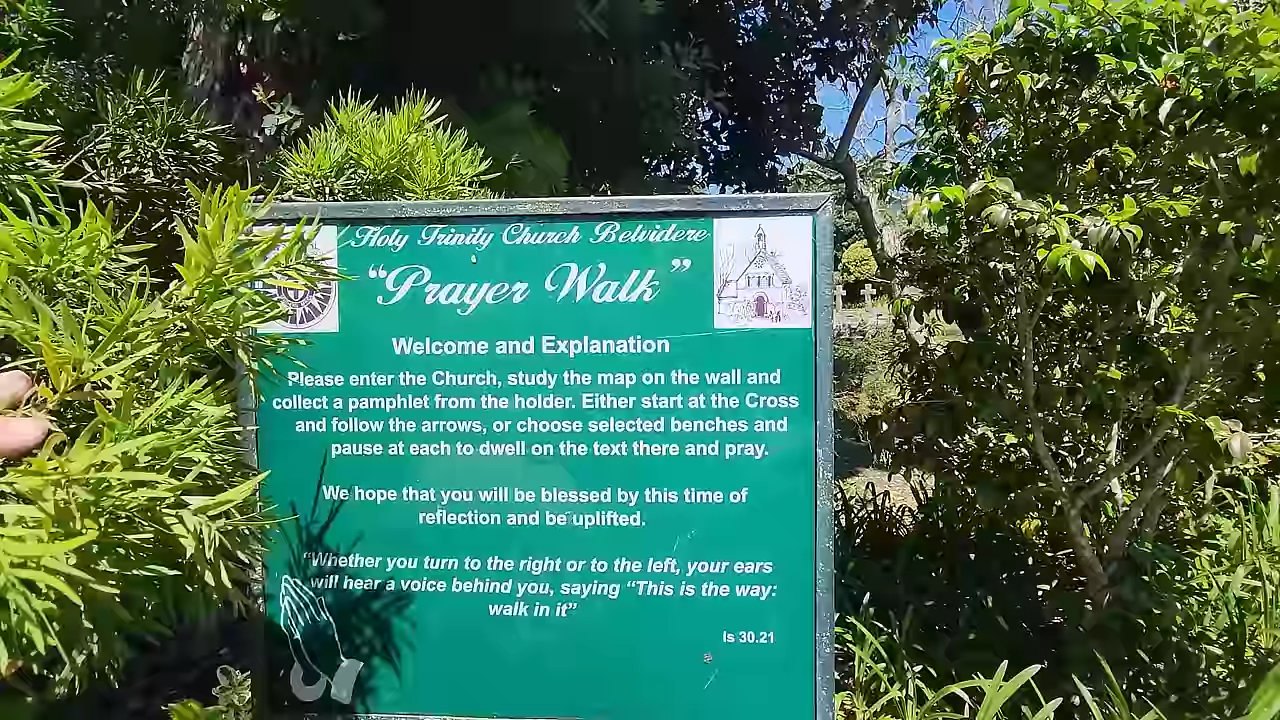 Holy Trinity Church Belvidere
“Prayer Walk”
Welcome and Explanation
Please enter the Church, study the map on the wall and
collect a pamphlet from the holder. Either start at the Cross
and follow the arrows, or choose selected benches and
pause at each to dwell on the text there and pray.
We hope that you will be blessed by this time of
reflection and be uplifted.
“Whether you turn to the right or to the left, your ears
will hear a voice behind you, saying “This is the way:
walk in it”
Is 30.21